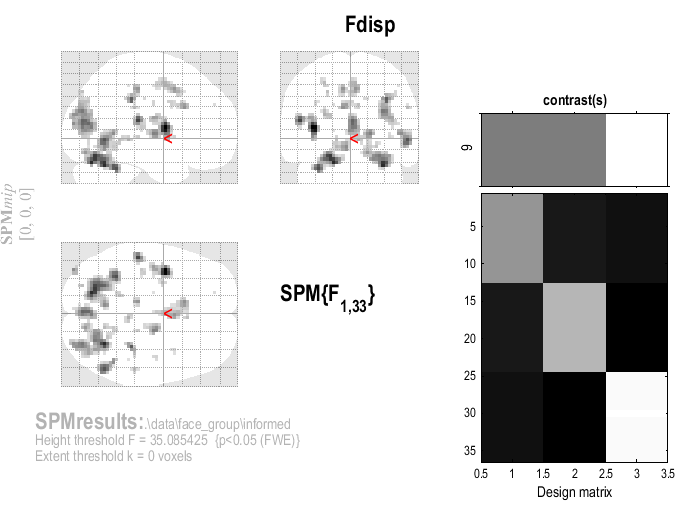 Fdisp
SPMmip
[0, 0, 0]
<
<
<
SPM{F1,33}
SPMresults:.\data\face_group\informed
Height threshold F = 35.085425 {p<0.05 (FWE)}
Extent threshold k = 0 voxels
contrast(s)
9
5
10
15
20
25
30
35
0.5 1 1.5 2 2.5 3 3.5
Design matrix